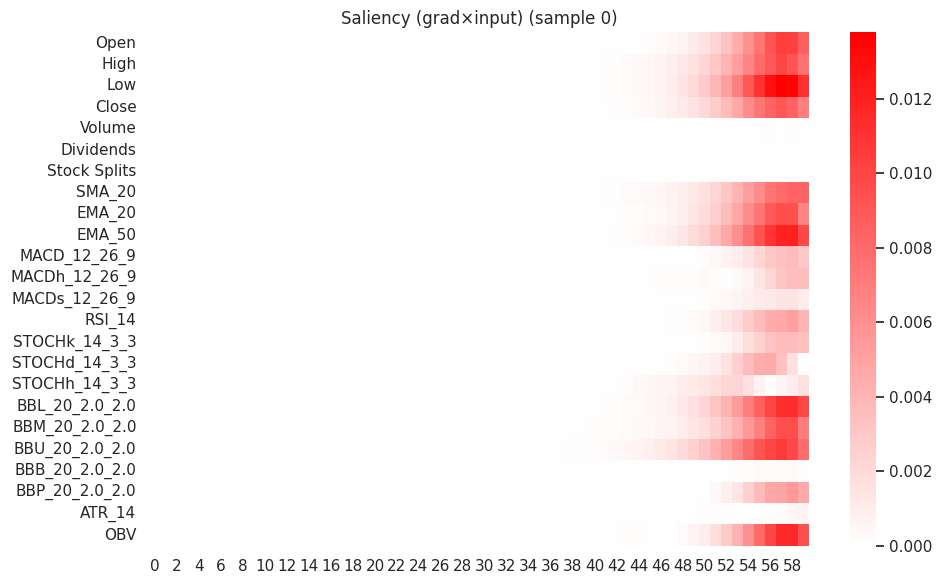 Saliency (grad×input) (sample 0)
Open
High
Low
Close
Volume
Dividends
Stock Splits
SMA_20
EMA_20
EMA_50
MACD_12_26_9
MACDh_12_26_9
MACDs_12_26_9
RSI_14
STOCHk_14_3_3
STOCHd_14_3_3
STOCHh_14_3_3
BBL_20_2.0_2.0
BBM_20_2.0_2.0
BBU_20_2.0_2.0
BBB_20_2.0_2.0
BBP_20_2.0_2.0
ATR_14
OBV
0 2 4 6 8 10 12 14 16 18 20 22 24 26 28 30 32 34 36 38 40 42 44 46 48 50 52 54 56 58
0.012
0.010
0.008
0.006
0.004
0.002
0.000